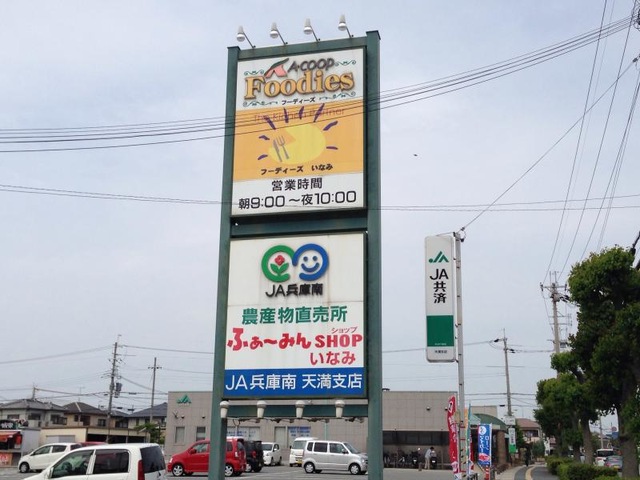 A・COOP
Foodies
フーディーズ
フーディーズ いなみ
営業時間
朝9:00～夜10:00
JA兵庫南
農産物直売所
ショップ
ふぁ～みんSHOP
いなみ
JA兵庫南 天満支店
JA
JA共済